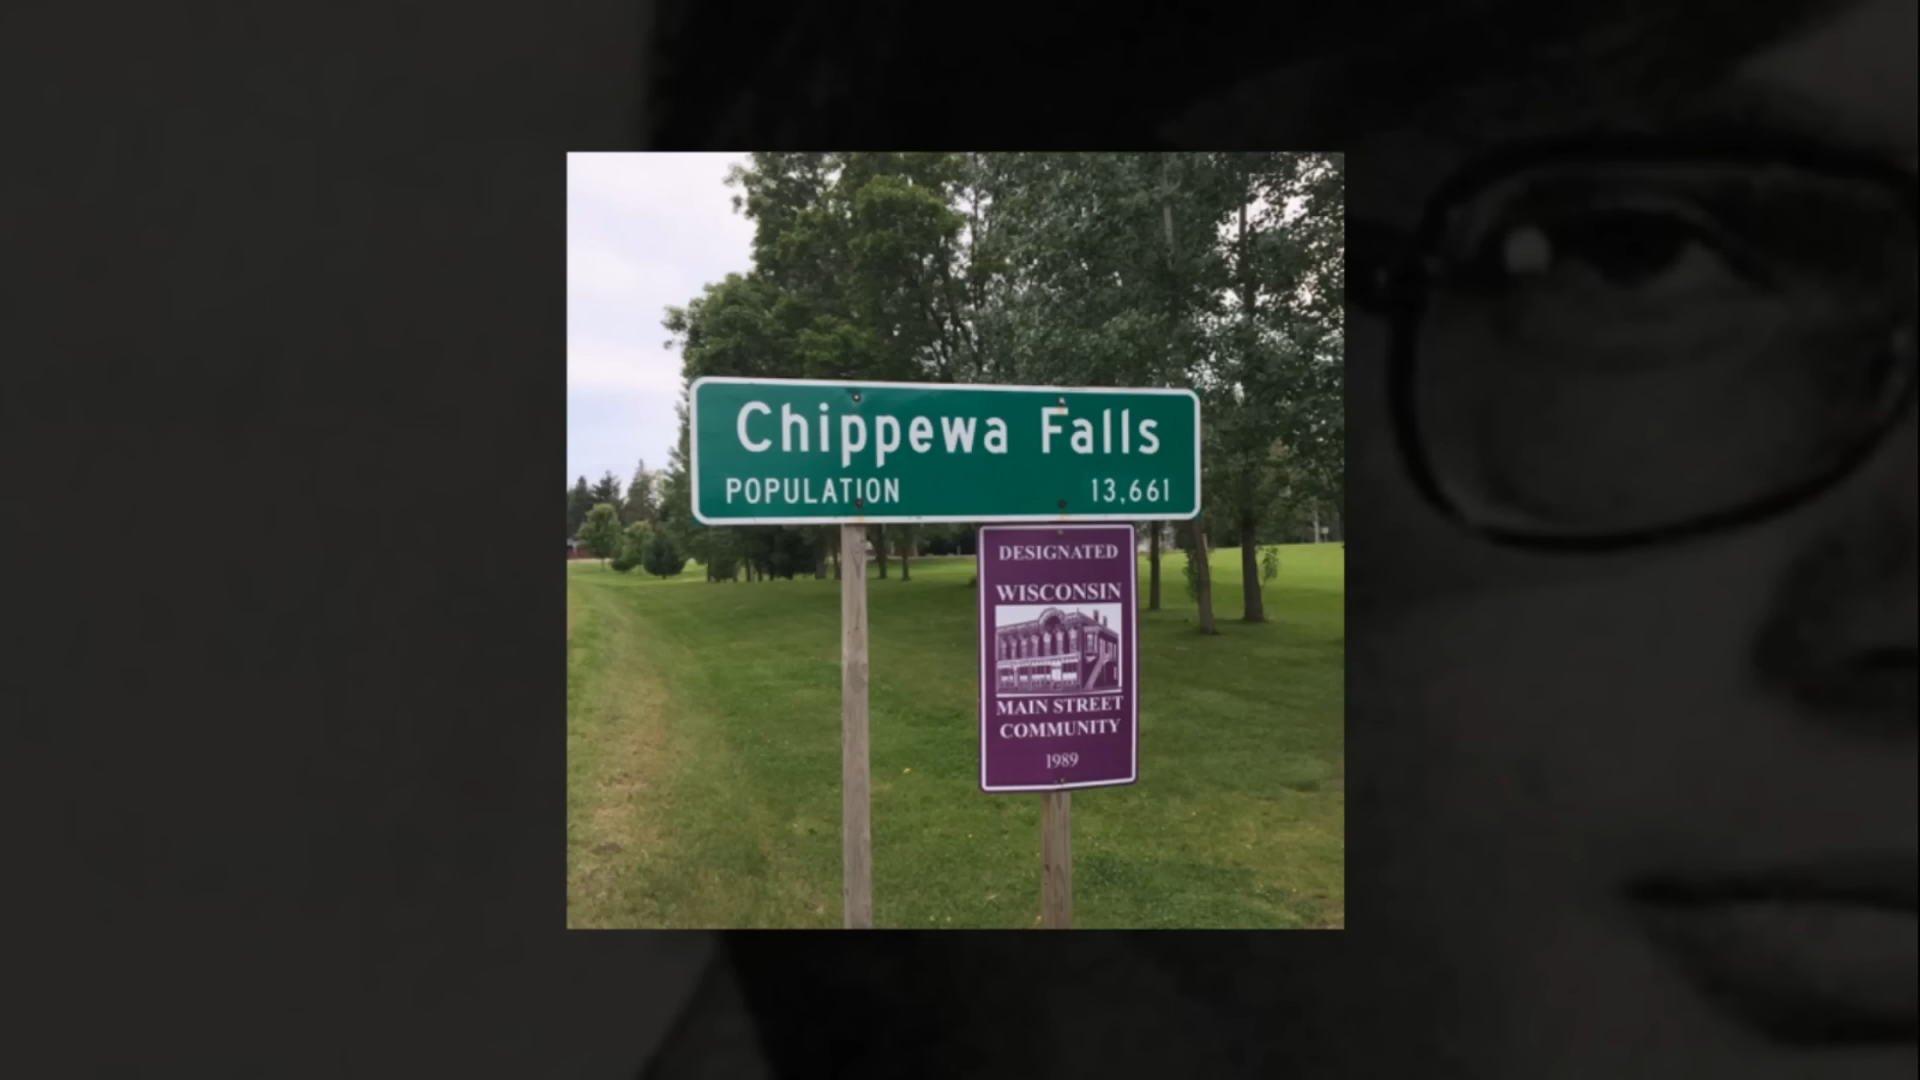 Chippewa Falls
POPULATION 13,661
DESIGNATED
WISCONSIN
MAIN STREET
COMMUNITY
1989